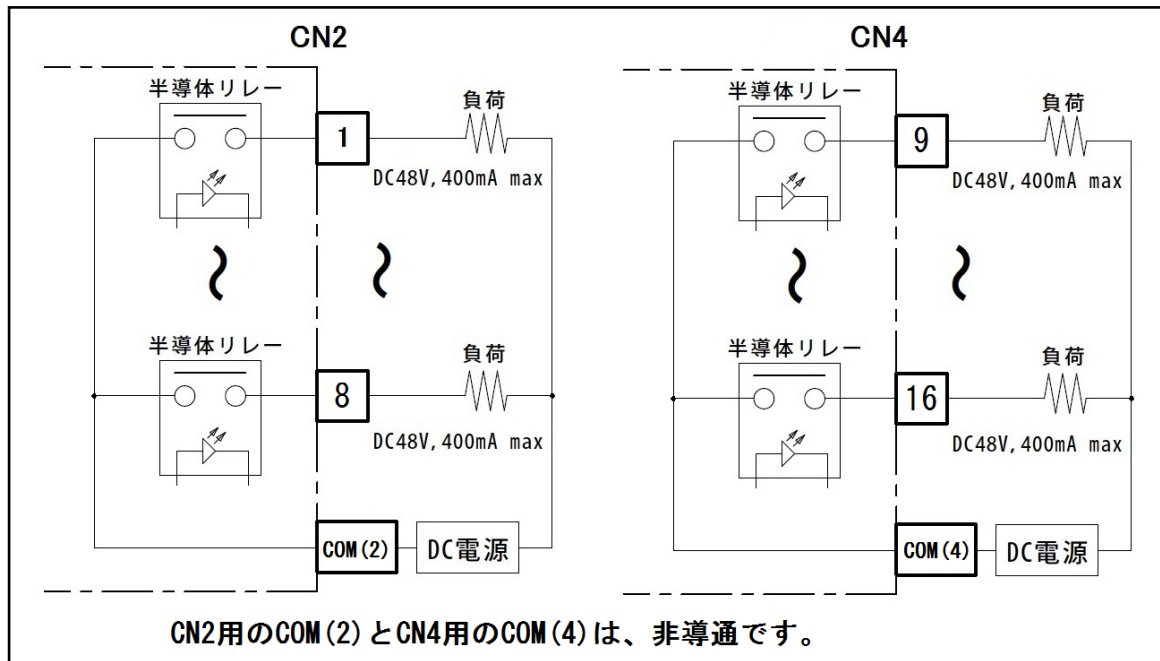 CN2
半導体リレー
1
負荷
DC48V,400mA max
半導体リレー
8
負荷
DC48V,400mA max
COM(2)
DC電源
CN4
半導体リレー
9
負荷
DC48V,400mA max
半導体リレー
16
負荷
DC48V,400mA max
COM(4)
DC電源
CN2用のCOM(2)とCN4用のCOM(4)は、非導通です。